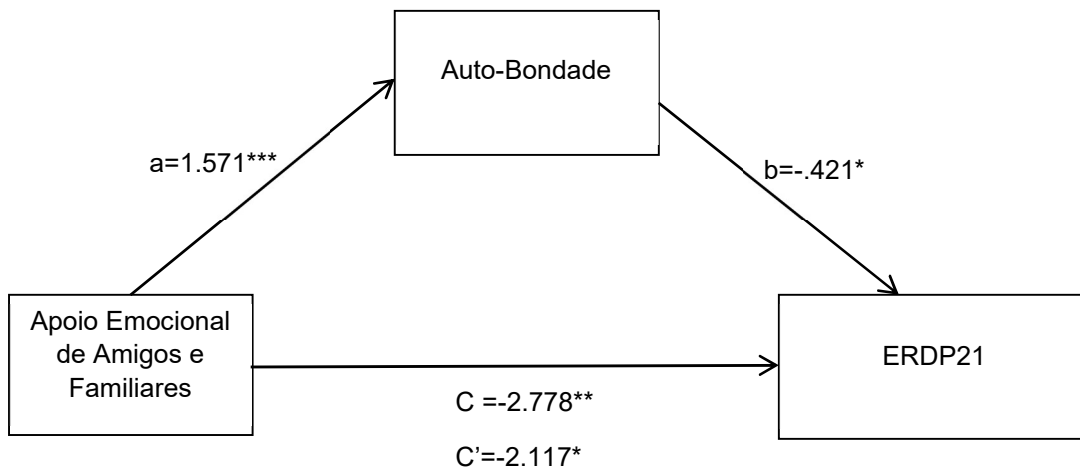 Auto-Bondade
a=1.571***
b=-.421*
Apoio Emocional
de Amigos e
Familiares
ERDP21
C =-2.778**
C’=-2.117*